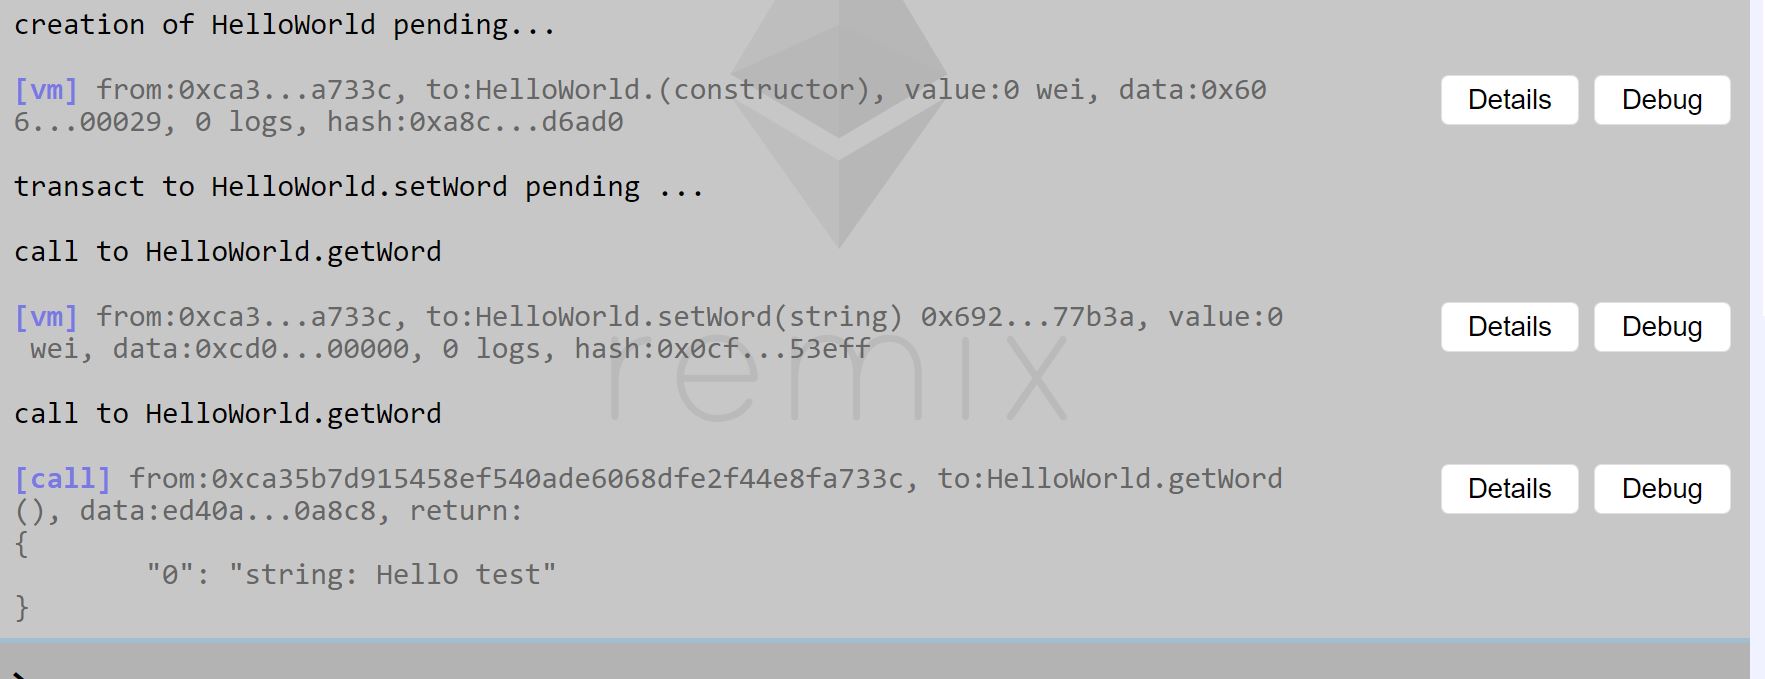 creation of HelloWorld pending...
[vm] from:0xca3...a733c, to:HelloWorld.(constructor), value:0 wei, data:0x60
6...00029, 0 logs, hash:0xa8c...d6ad0
Details
Debug
transact to HelloWorld.setWord pending ...
call to HelloWorld.getWord
[vm] from:0xca3...a733c, to:HelloWorld.setWord(string) 0x692...77b3a, value:0
wei, data:0xcd0...00000, 0 logs, hash:0x0cf...53eff
Details
Debug
remix
call to HelloWorld.getWord
[call] from:0xca35b7d915458ef540ade6068dfe2f44e8fa733c, to:HelloWorld.getWord
(), data:ed40a...0a8c8, return:
Details
Debug
{
"0": "string: Hello test"
}